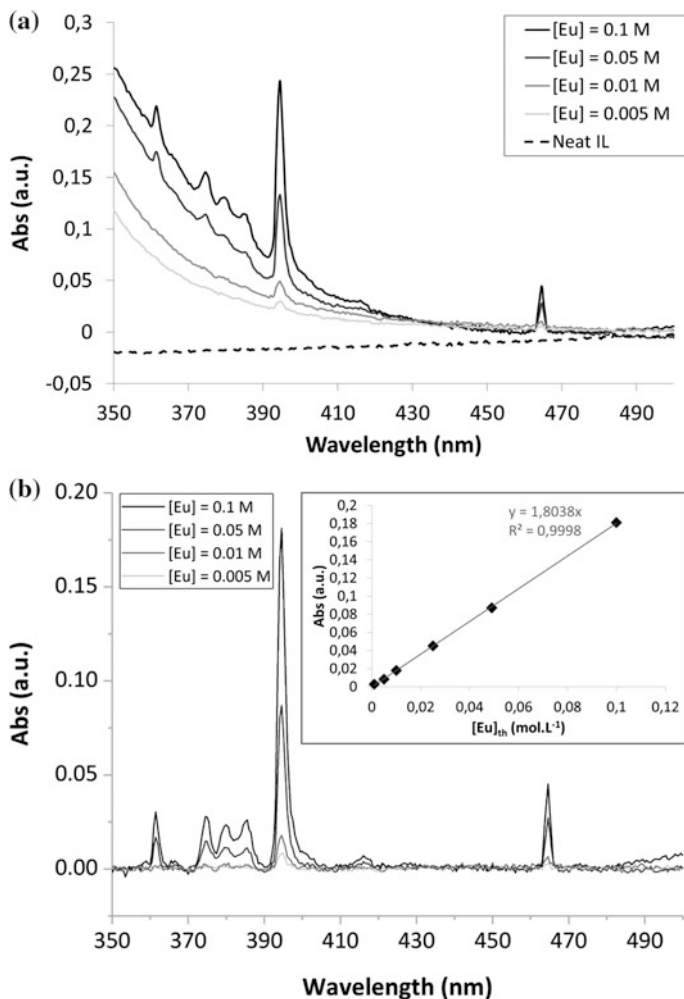 (a)
0,3
0,25
0,2
0,15
0,1
0,05
0
-0,05
Abs (a.u.)
[Eu] = 0.1 M
[Eu] = 0.05 M
[Eu] = 0.01 M
[Eu] = 0.005 M
Neat IL
350 370 390 410 430 450 470 490
Wavelength (nm)
(b)
0.20
0.15
0.10
0.05
0.00
Abs (a.u.)
[Eu] = 0.1 M
[Eu] = 0.05 M
[Eu] = 0.01 M
[Eu] = 0.005 M
0,2
0,18
0,16
0,14
0,12
0,1
0,08
0,06
0,04
0,02
0
Abs (a.u.)
y = 1,8038x
R² = 0,9998
0 0,02 0,04 0,06 0,08 0,1 0,12
[Eu]th (mol.L-1)
350 370 390 410 430 450 470 490
Wavelength (nm)